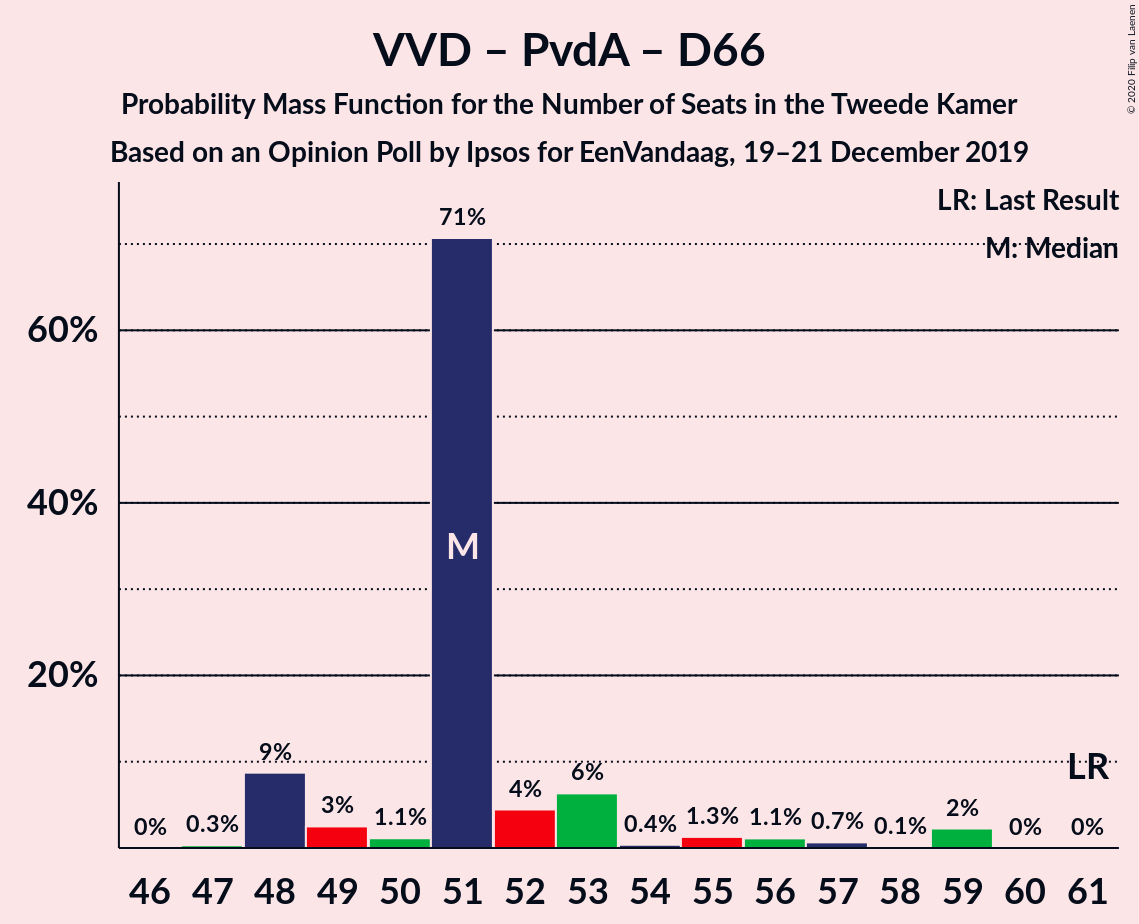 VVD – PvdA – D66
Probability Mass Function for the Number of Seats in the Tweede Kamer
Based on an Opinion Poll by Ipsos for EenVandaag, 19–21 December 2019
© 2020 Filip van Laenen
LR: Last Result
M: Median
60%
40%
20%
0%
0.3%
9%
3%
1.1%
71%
M
4%
6%
0.4%
1.3%
1.1%
0.7%
0.1%
2%
0%
0%
LR
46 47 48 49 50 51 52 53 54 55 56 57 58 59 60 61